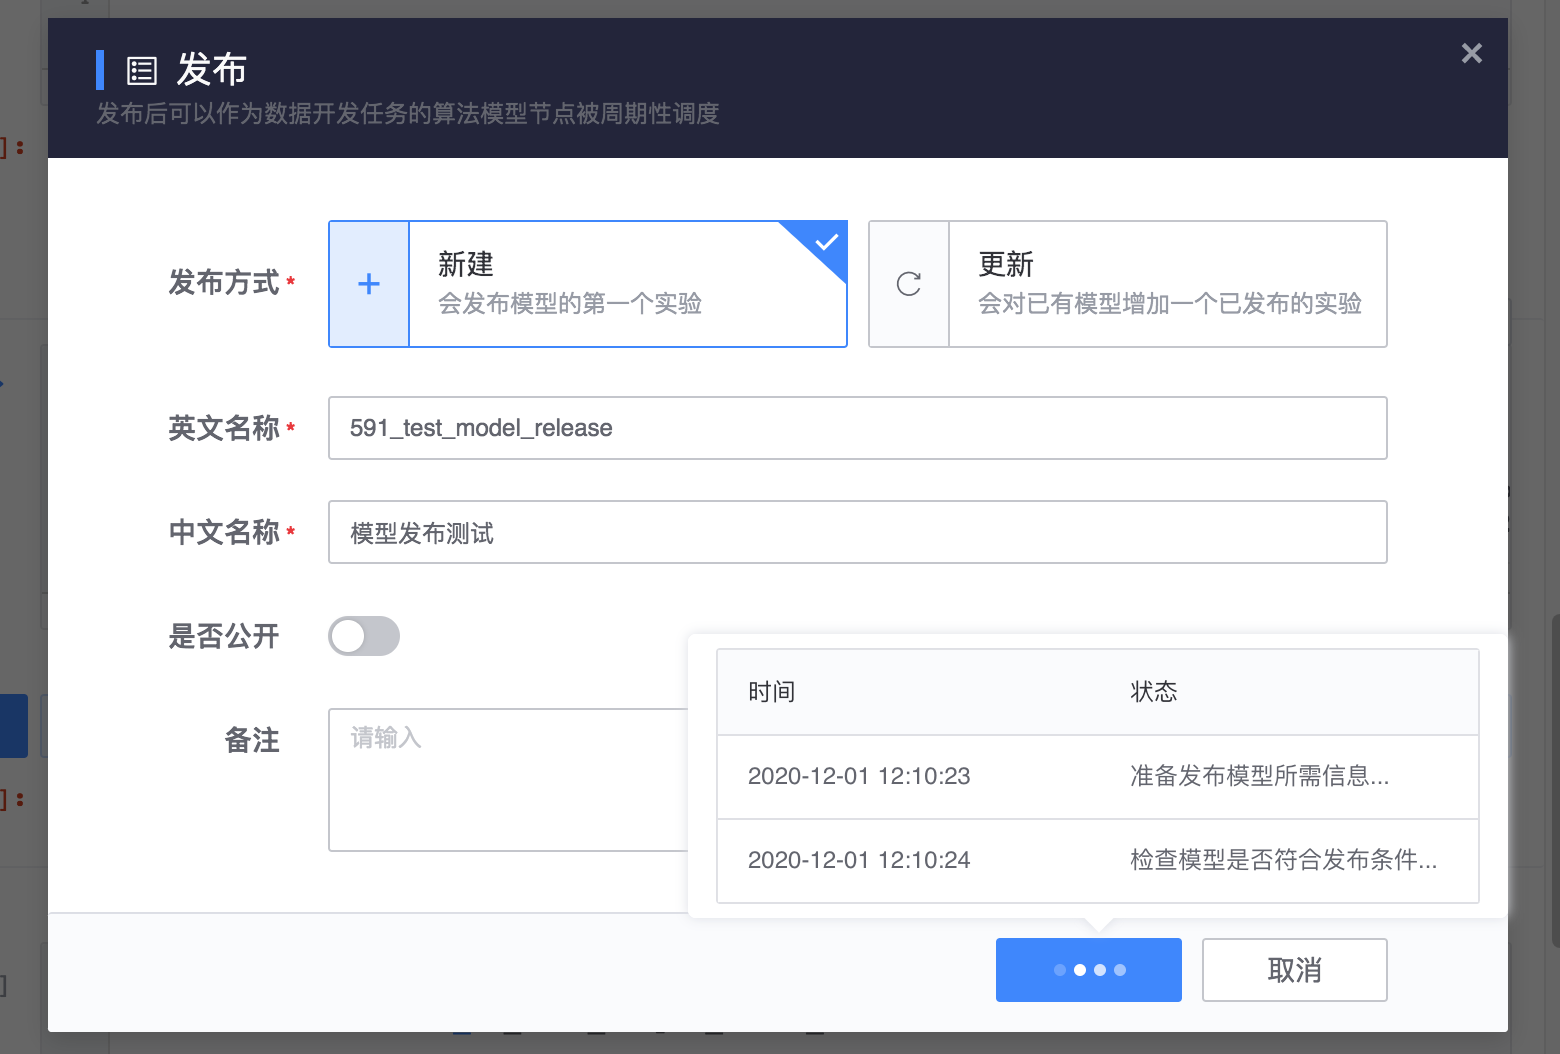 发布
发布后可以作为数据开发任务的算法模型节点被周期性调度
发布方式*
新建
会发布模型的第一个实验
更新
会对已有模型增加一个已发布的实验
英文名称*
591_test_model_release
中文名称*
模型发布测试
是否公开
备注
请输入
时间 状态
2020-12-01 12:10:23 准备发布模型所需信息...
2020-12-01 12:10:24 检查模型是否符合发布条件...
取消